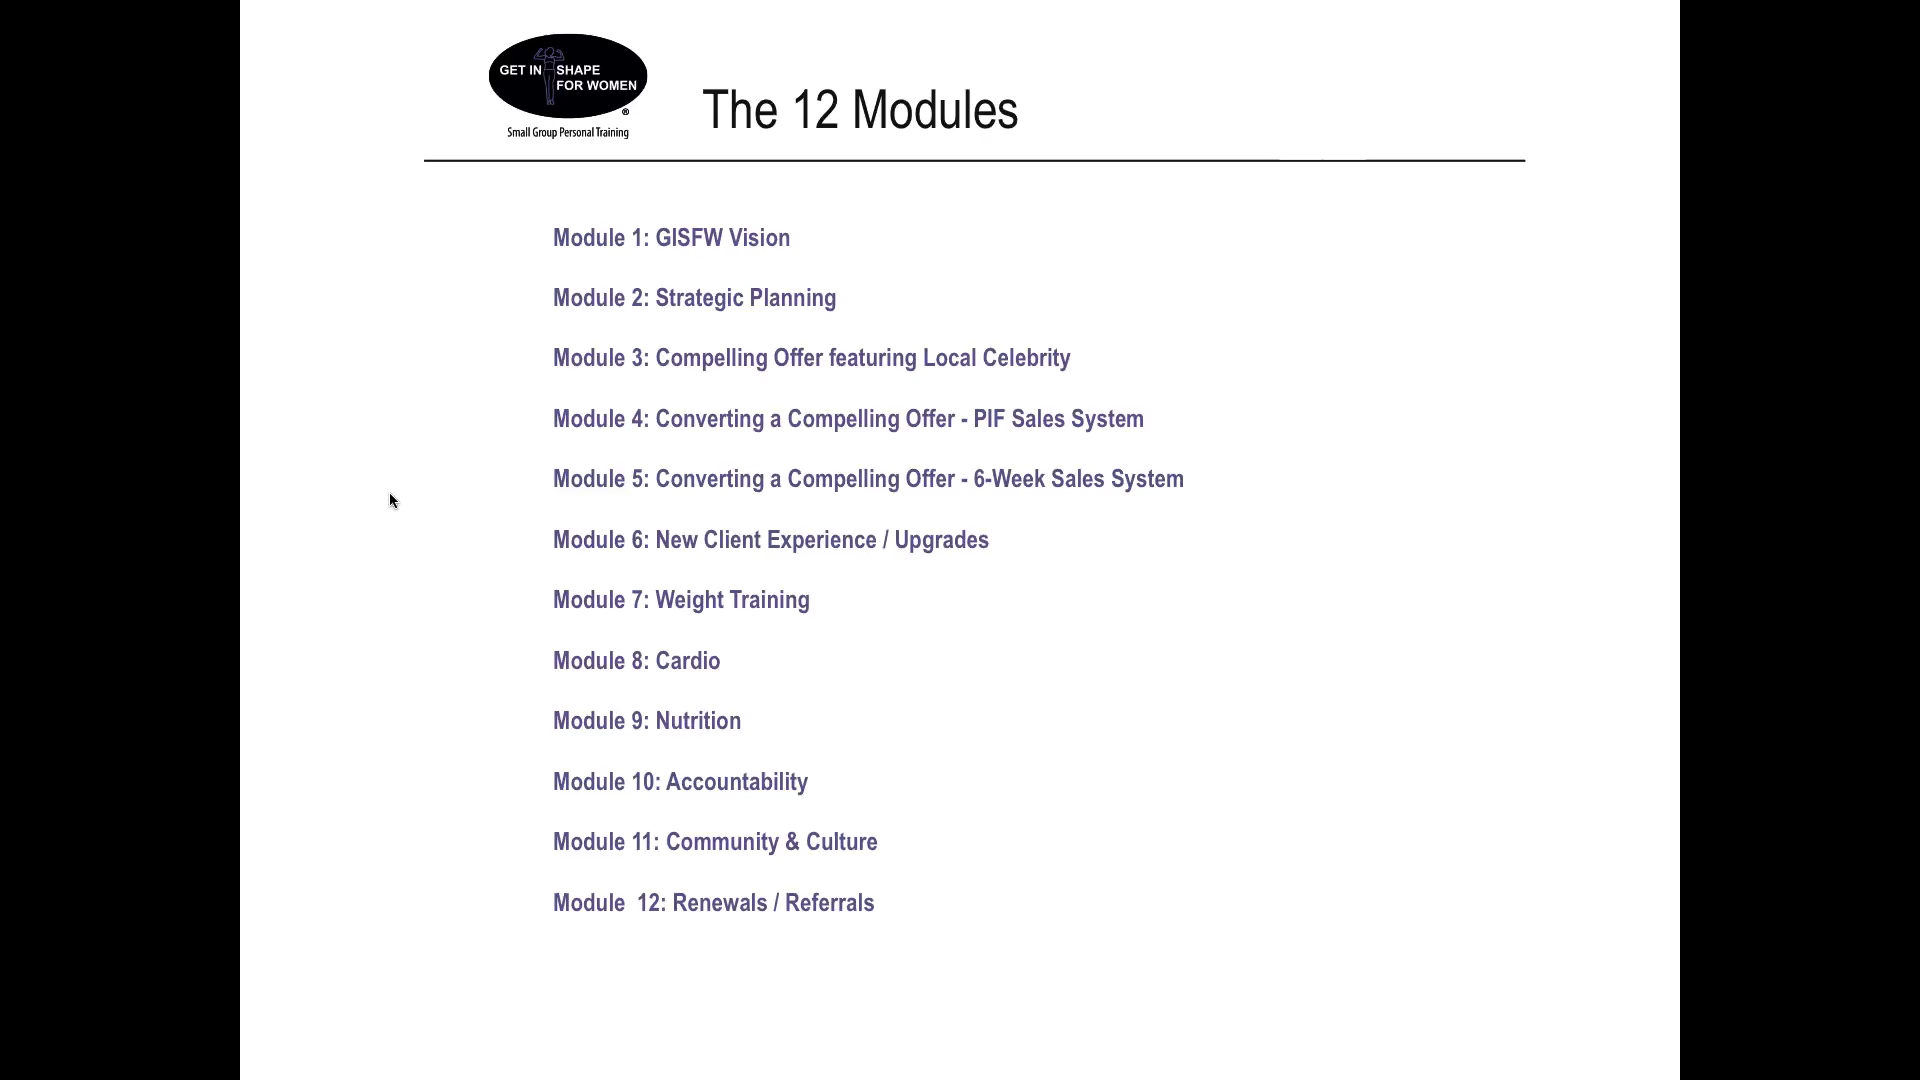 GET IN SHAPE
FOR WOMEN
®
Small Group Personal Training
The 12 Modules
Module 1: GISFW Vision
Module 2: Strategic Planning
Module 3: Compelling Offer featuring Local Celebrity
Module 4: Converting a Compelling Offer - PIF Sales System
Module 5: Converting a Compelling Offer - 6-Week Sales System
Module 6: New Client Experience / Upgrades
Module 7: Weight Training
Module 8: Cardio
Module 9: Nutrition
Module 10: Accountability
Module 11: Community & Culture
Module  12: Renewals / Referrals